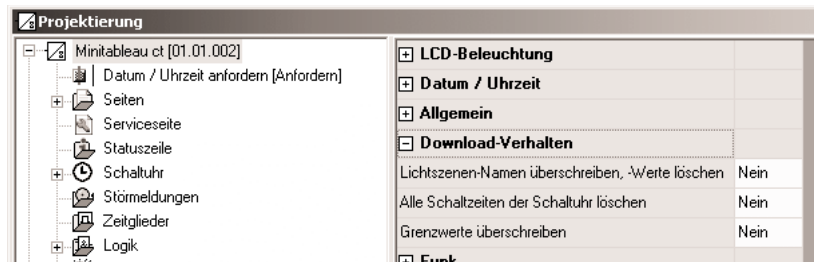 Projektierung
Minitableau ct [01.01.002]
Datum / Uhrzeit anfordern [Anfordern]
Seiten
Serviceseite
Statuszeile
Schaltuhr
Störmeldungen
Zeitglieder
Logik
LCD-Beleuchtung
Datum / Uhrzeit
Allgemein
Download-Verhalten
Lichtszenen-Namen überschreiben, -Werte löschen Nein
Alle Schaltzeiten der Schaltuhr löschen Nein
Grenzwerte überschreiben Nein
Funk